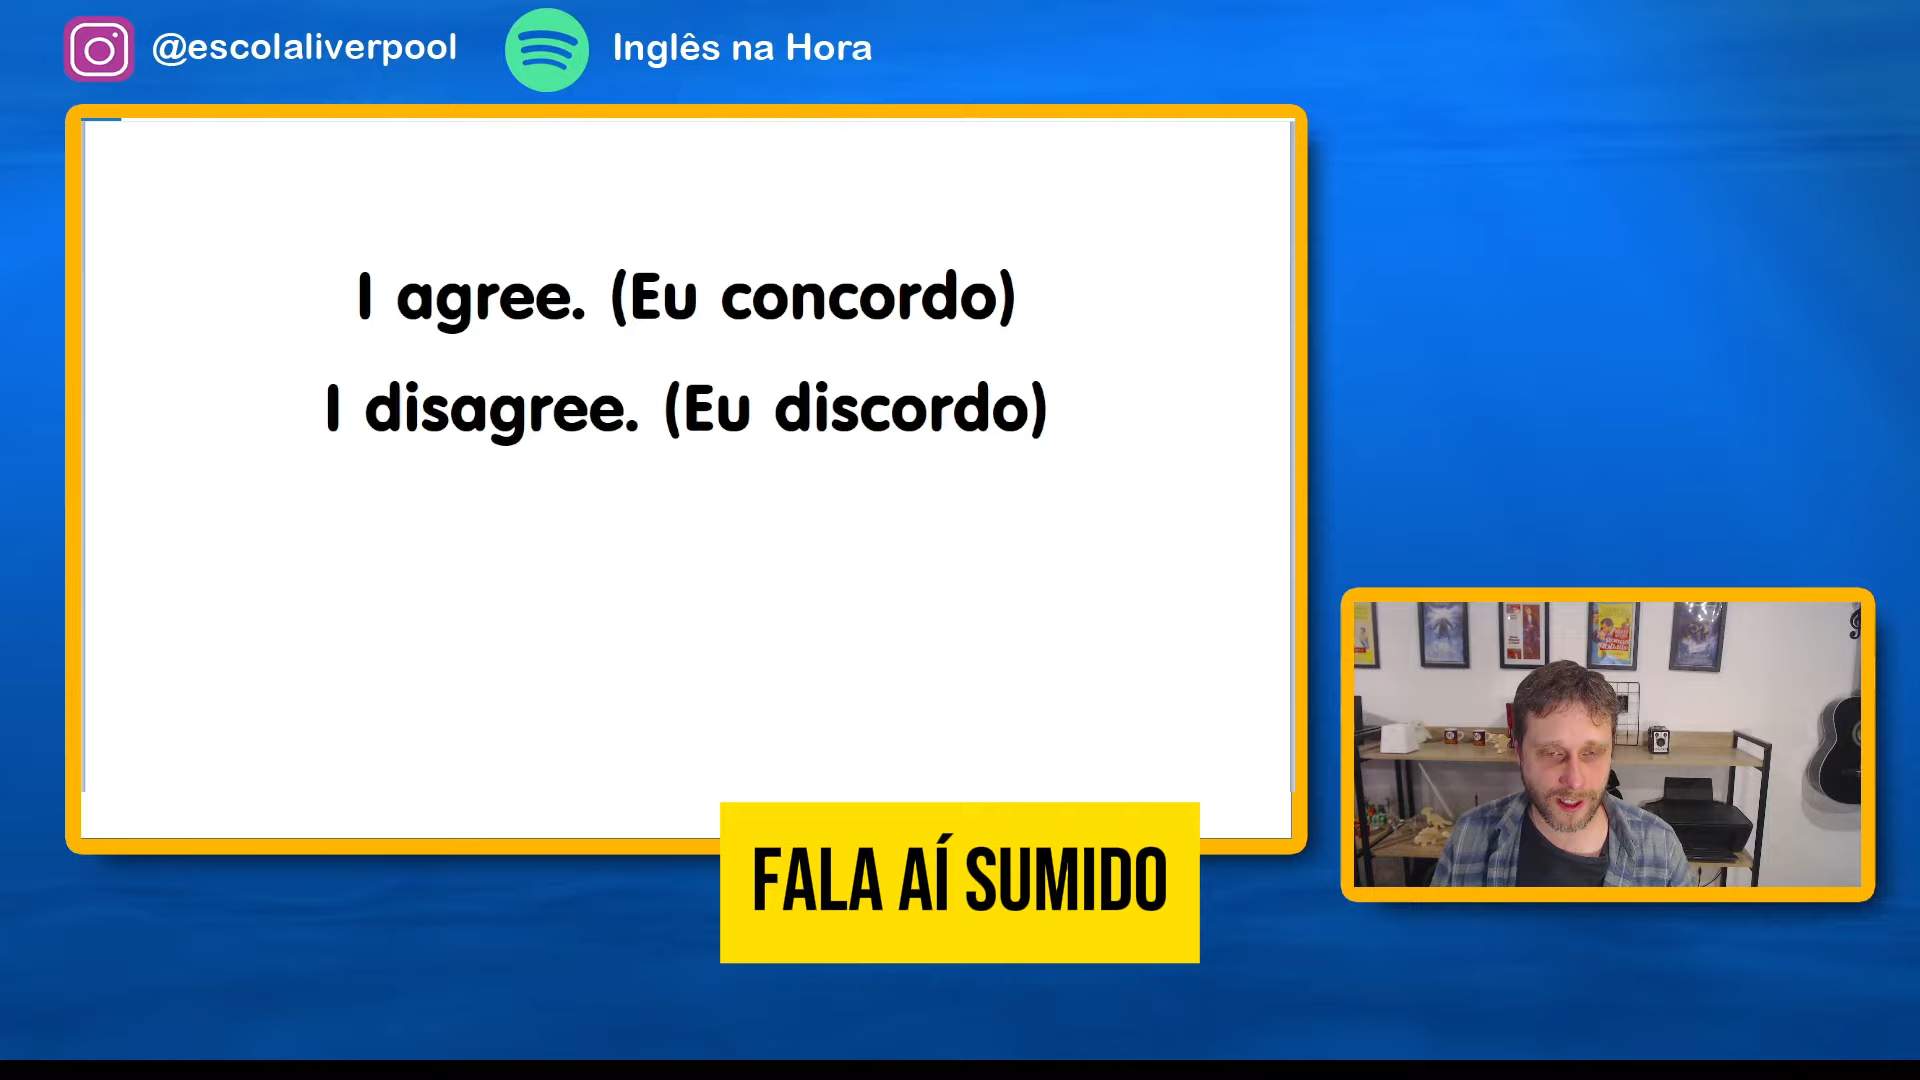 @escolaliverpool
Inglês na Hora
I agree. (Eu concordo)
I disagree. (Eu discordo)
FALA AÍ SUMIDO